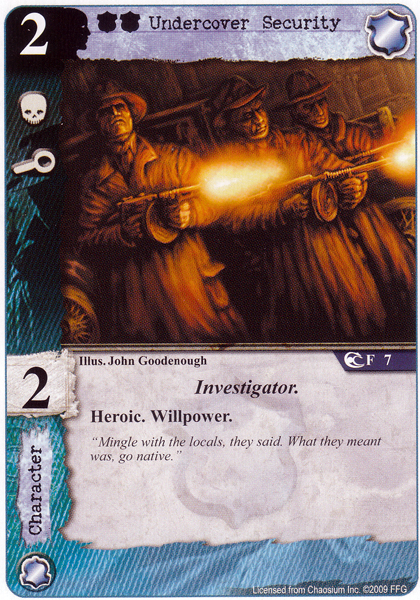 2
Undercover Security
Illus. John Goodenough
F 7
2
Investigator.
Heroic. Willpower.
“Mingle with the locals, they said. What they meant
was, go native.”
Character
Licensed from Chaosium Inc. ©2009 FFG